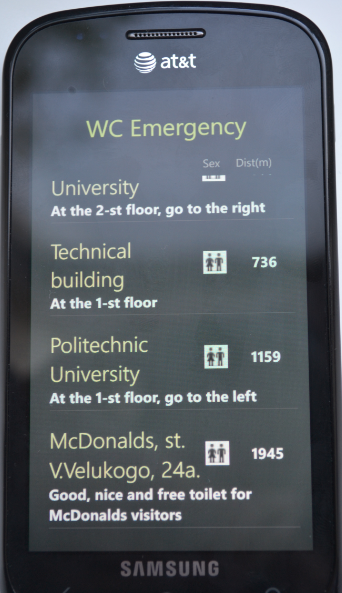 at&t
WC Emergency
Sex Dist(m)
University
At the 2-st floor, go to the right
Technical
building
736
At the 1-st floor
Politechnic
University
1159
At the 1-st floor, go to the left
McDonalds, st.
V.Velukogo, 24a.
1945
Good, nice and free toilet for
McDonalds visitors
SAMSUNG